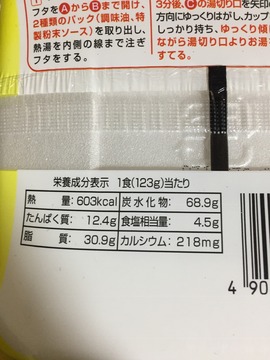 1
フタをAからBまで開け、
2種類のパック(調味油、特
製粉末ソース)を取り出し、
熱湯を内側の線まで注ぎ
フタをする。
3分後、Cの湯切り口を矢印の
方向にゆっくりはがし、カップ
しっかり持ち、ゆっくり傾け
ながら湯切り口よりお湯を
すてる。
栄養成分表示 1食(123g)当たり
熱量:603kcal 炭水化物:68.9g
たんぱく質:12.4g 食塩相当量:4.5g
脂質:30.9g カルシウム:218mg
4 90